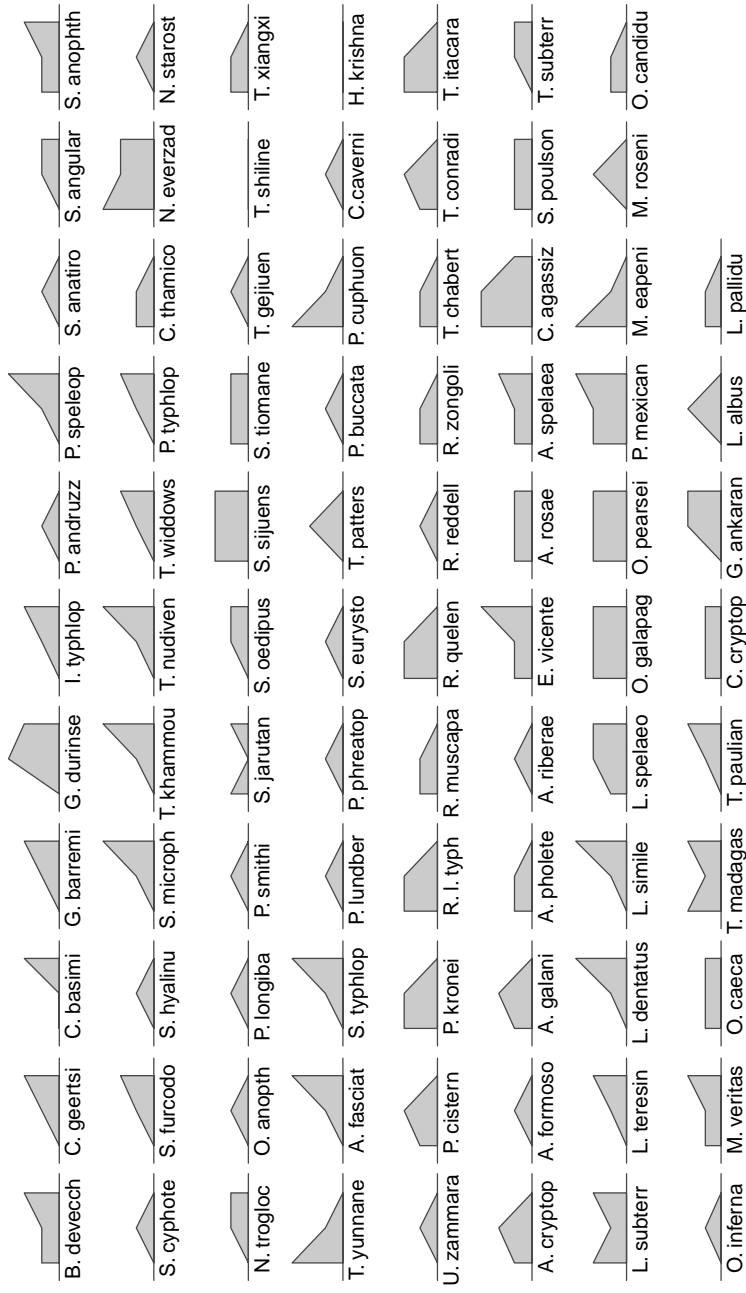 B. devecch C. geertsi C. basimi G. barremi G. durinse I. typhlop P. andruzz P. speleop S. anatiro S. angular S. anophth
S. cyphote S. furcodo S. hyalinu S. microph T. khammou T. nudiven T. widdows P. typhlop C. thamico N. everzad N. starost
N. trogloc O. anopth P. longiba P. smithi S. jarutan S. oedipus S. sijuens S. tiomane T. gejiuen T. shiline T. xiangxi
T. yunnane A. fasciat S. typhlop P. lundber P. phreatop S. eurysto T. patters P. buccata P. cuphuon C.caverni H. krishna
U. zammara P. cistern P. kronei R. l. typh R. muscapa R. quelen R. reddell R. zongoli T. chabert T. conradi T. itacara
A. cryptop A. formoso A. galani A. pholete A. riberae E. vicente A. rosae A. spelaea C. agassiz S. poulson T. subterr
L. subterr L. teresin L. dentatus L. simile L. spelaeo O. galapag O. pearsei P. mexican M. eapeni M. roseni O. candidu
O. inferna M. veritas O. caeca T. madagas T. paulian C. cryptop G. ankaran L. albus L. pallidu